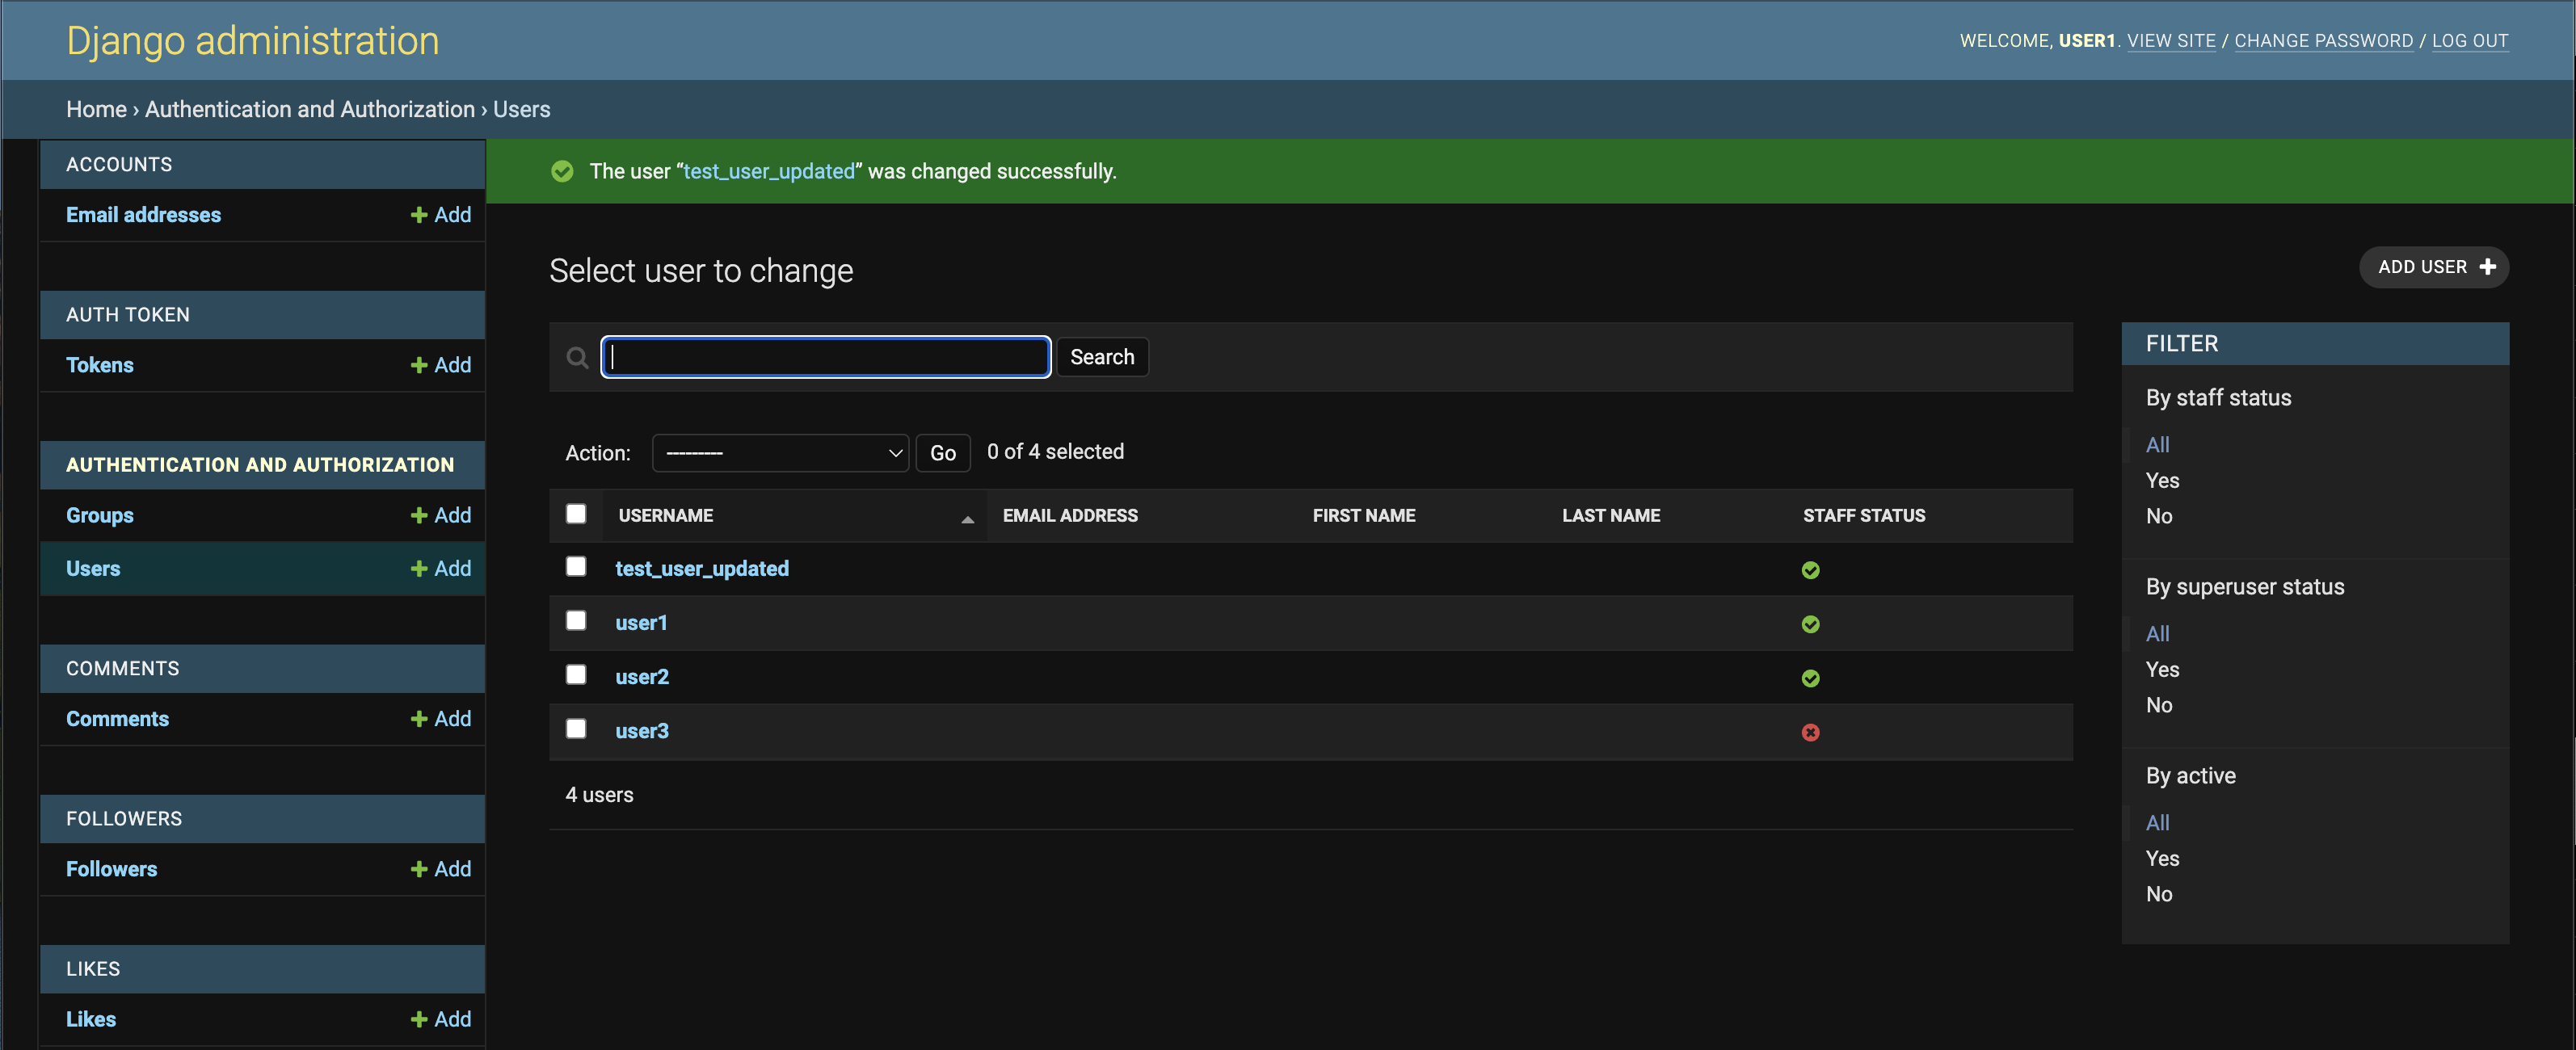 Django administration
WELCOME, USER1. VIEW SITE / CHANGE PASSWORD / LOG OUT
Home › Authentication and Authorization › Users
ACCOUNTS
Email addresses
Add
AUTH TOKEN
Tokens
Add
AUTHENTICATION AND AUTHORIZATION
Groups
Add
Users
Add
COMMENTS
Comments
Add
FOLLOWERS
Followers
Add
LIKES
Likes
Add
The user “test_user_updated” was changed successfully.
Select user to change
ADD USER
Search
Action: --------- Go 0 of 4 selected
USERNAME EMAIL ADDRESS FIRST NAME LAST NAME STAFF STATUS
test_user_updated
user1
user2
user3
4 users
FILTER
By staff status
All
Yes
No
By superuser status
All
Yes
No
By active
All
Yes
No